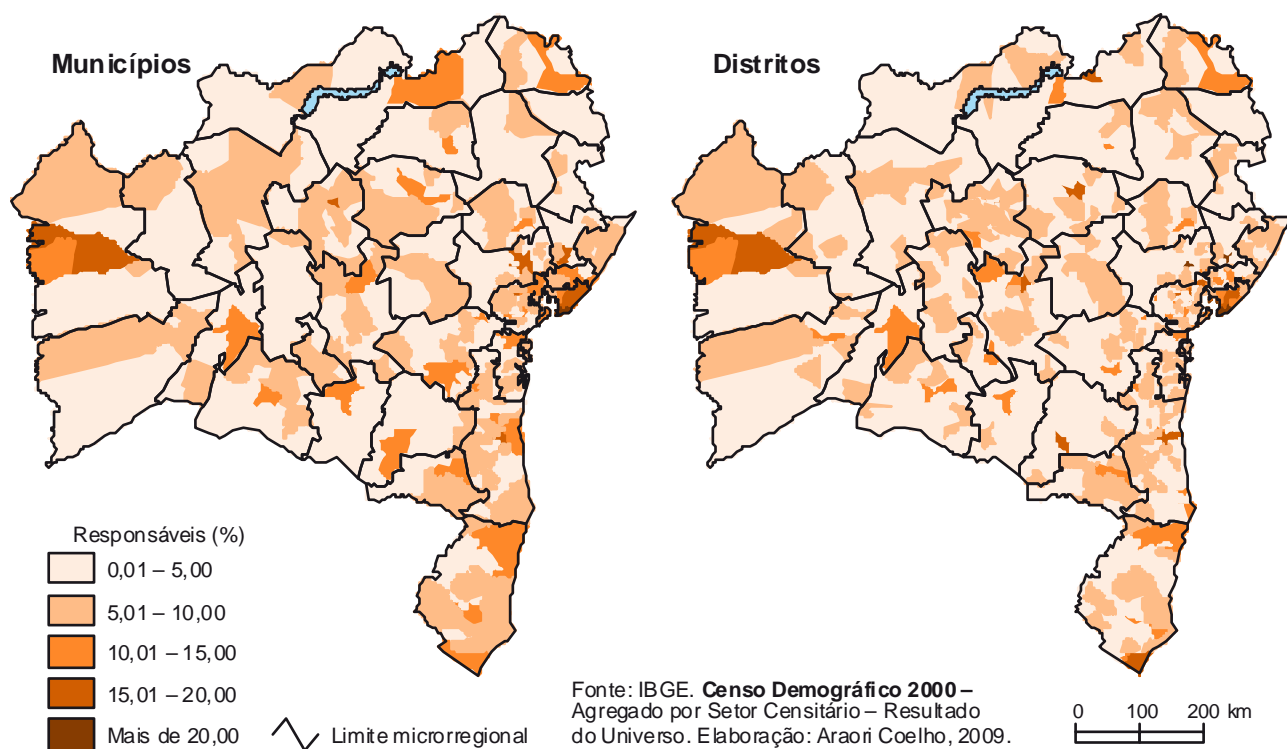 Municípios
Distritos
Responsáveis (%)
0,01 – 5,00
5,01 – 10,00
10,01 – 15,00
15,01 – 20,00
Mais de 20,00
Limite microrregional
Fonte: IBGE. Censo Demográfico 2000 –
Agregado por Setor Censitário – Resultado
do Universo. Elaboração: Araori Coelho, 2009.
0 100 200 km